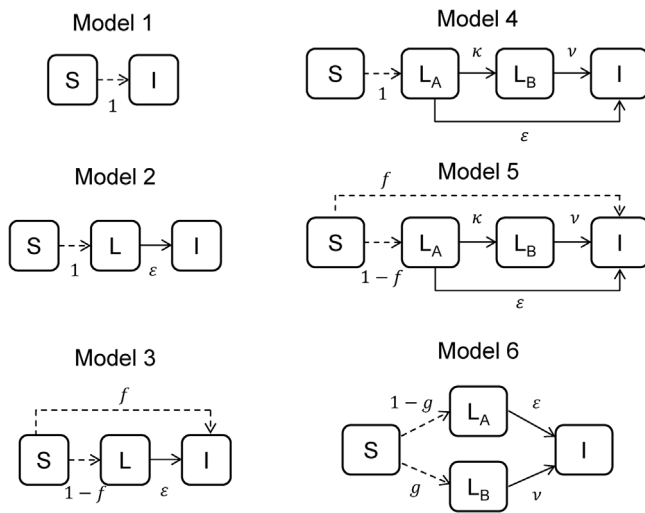 Model 1
S I
1
Model 2
S L I
1 ε
Model 3
f
S L I
1 − f ε
Model 4
κ ν
S L_A L_B I
1
ε
Model 5
f
κ ν
S L_A L_B I
1 − f
ε
Model 6
1 − g L_A ε
S I
g L_B ν